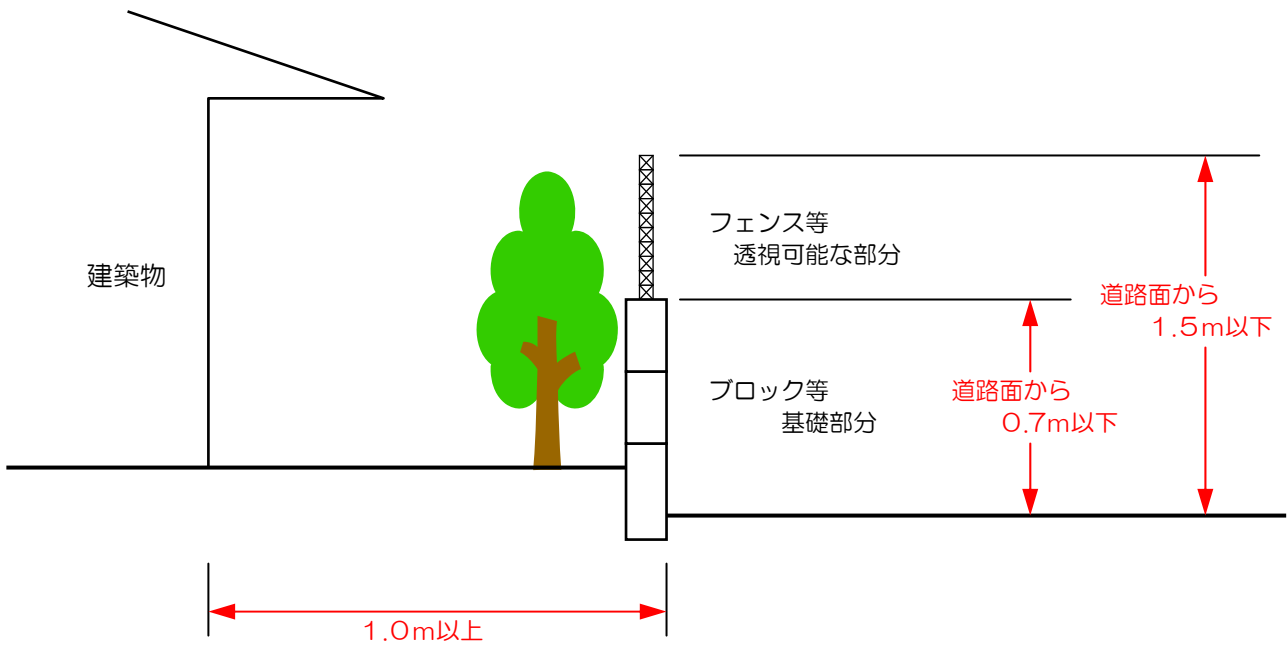 建築物
フェンス等
透視可能な部分
道路面から
1.5m以下
ブロック等
基礎部分
道路面から
0.7m以下
1.0m以上